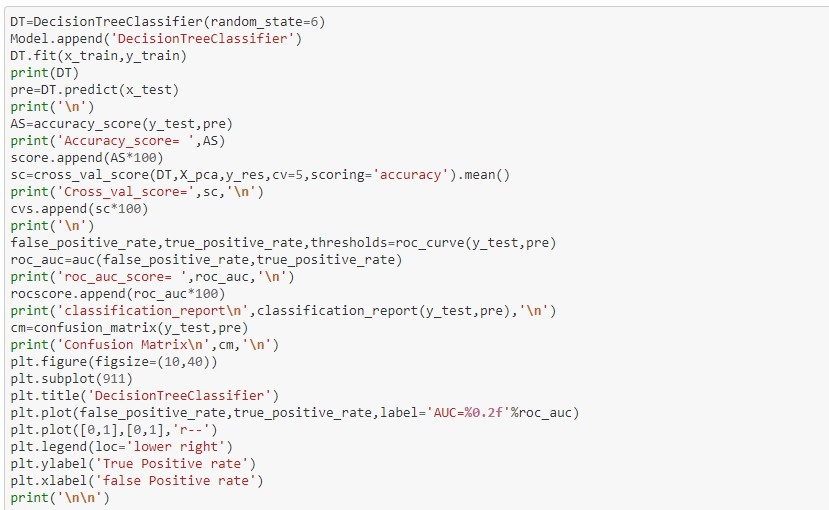 DT=DecisionTreeClassifier(random_state=6)
Model.append('DecisionTreeClassifier')
DT.fit(x_train,y_train)
print(DT)
pre=DT.predict(x_test)
print('\n')
AS=accuracy_score(y_test,pre)
print('Accuracy_score= ',AS)
score.append(AS*100)
sc=cross_val_score(DT,X_pca,y_res,cv=5,scoring='accuracy').mean()
print('Cross_val_score=',sc,'\n')
cvs.append(sc*100)
print('\n')
false_positive_rate,true_positive_rate,thresholds=roc_curve(y_test,pre)
roc_auc=auc(false_positive_rate,true_positive_rate)
print('roc_auc_score= ',roc_auc,'\n')
rocscore.append(roc_auc*100)
print('classification_report\n',classification_report(y_test,pre),'\n')
cm=confusion_matrix(y_test,pre)
print('Confusion Matrix\n',cm,'\n')
plt.figure(figsize=(10,40))
plt.subplot(911)
plt.title('DecisionTreeClassifier')
plt.plot(false_positive_rate,true_positive_rate,label='AUC=%0.2f'%roc_auc)
plt.plot([0,1],[0,1],'r--')
plt.legend(loc='lower right')
plt.ylabel('True Positive rate')
plt.xlabel('false Positive rate')
print('\n\n')